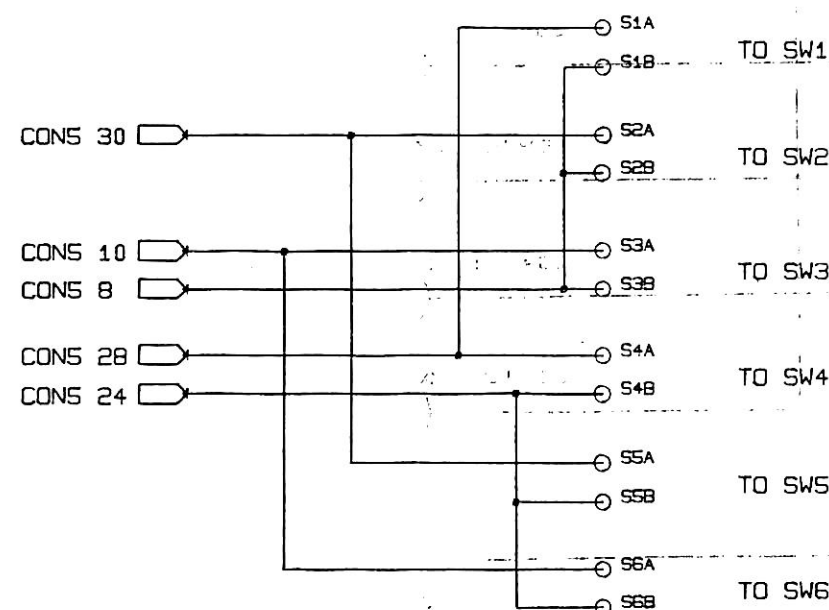 S1A
TO SW1
S1B
CON5 30
S2A
TO SW2
S2B
CON5 10
S3A
TO SW3
CON5 8
S3B
CON5 28
S4A
TO SW4
CON5 24
S4B
S5A
TO SW5
S5B
S6A
TO SW6
S6B